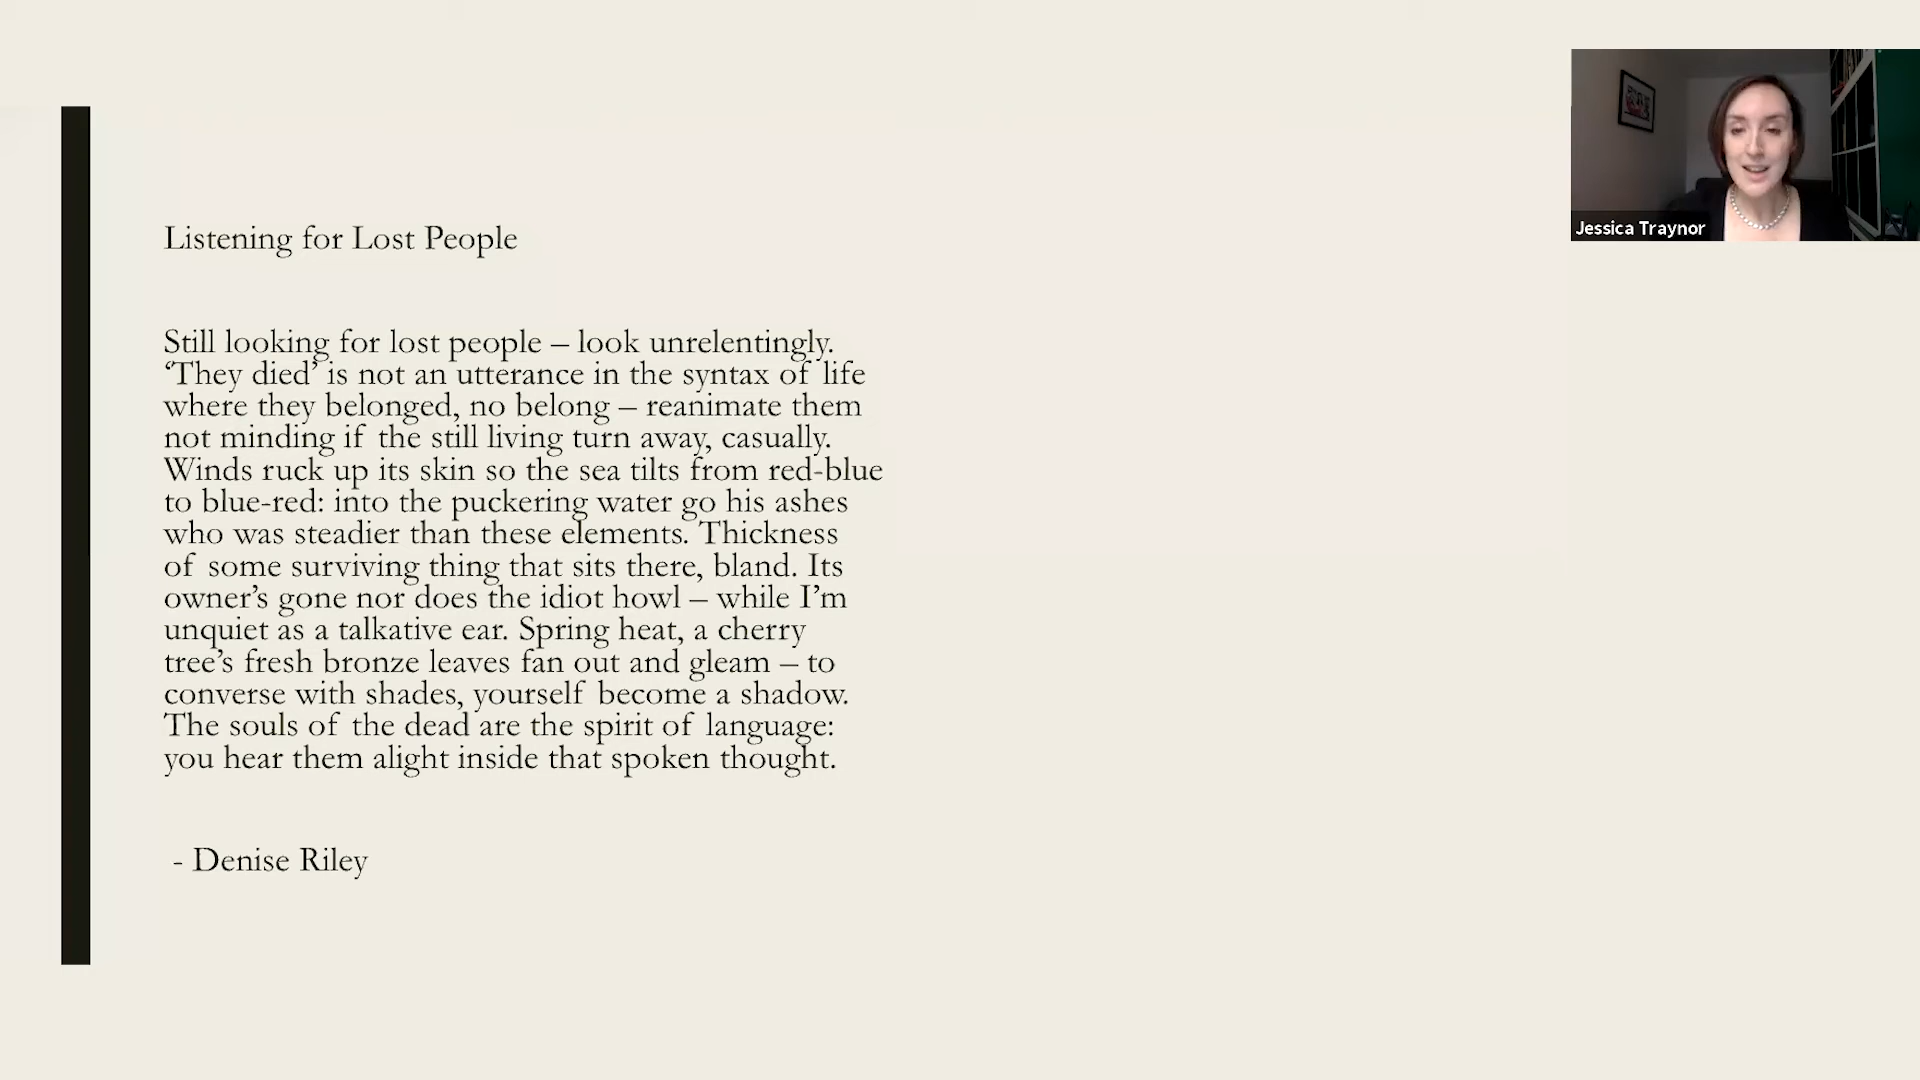 Listening for Lost People
Still looking for lost people – look unrelentingly.
‘They died’ is not an utterance in the syntax of life
where they belonged, no belong – reanimate them
not minding if the still living turn away, casually.
Winds ruck up its skin so the sea tilts from red-blue
to blue-red: into the puckering water go his ashes
who was steadier than these elements. Thickness
of some surviving thing that sits there, bland. Its
owner’s gone nor does the idiot howl – while I’m
unquiet as a talkative ear. Spring heat, a cherry
tree’s fresh bronze leaves fan out and gleam – to
converse with shades, yourself become a shadow.
The souls of the dead are the spirit of language:
you hear them alight inside that spoken thought.
- Denise Riley
Jessica Traynor